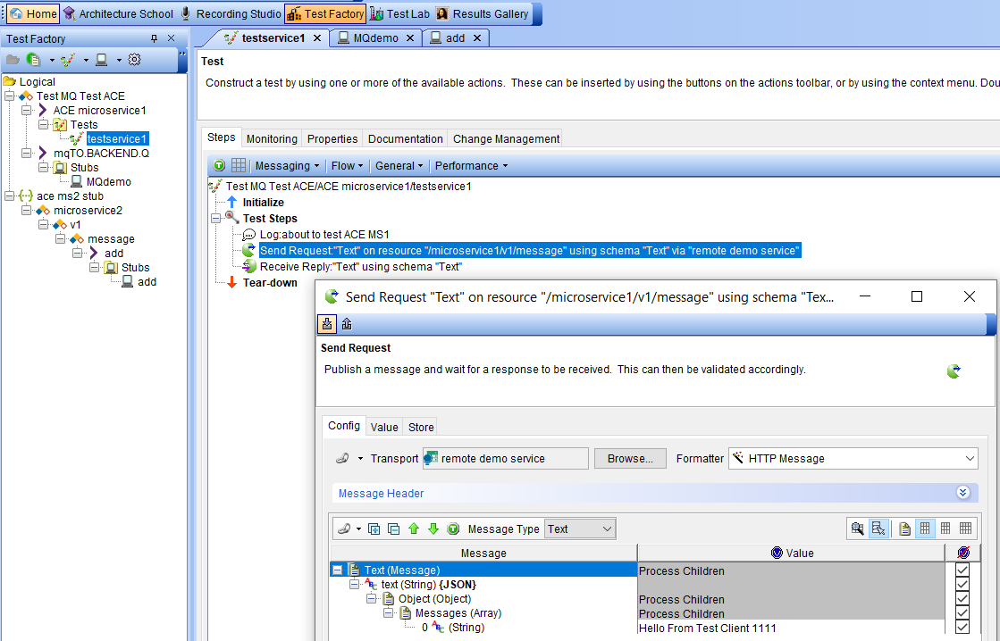 Home Architecture School Recording Studio Test Factory Test Lab Results Gallery
Test Factory
testservice1 MQdemo add
Test
Construct a test by using one or more of the available actions. These can be inserted by using the buttons on the actions toolbar, or by using the context menu. Dou
Logical
Test MQ Test ACE
ACE microservice1
Tests
testservice1
mqTO.BACKEND.Q
Stubs
MQdemo
ace ms2 stub
microservice2
v1
message
add
Stubs
add
Steps Monitoring Properties Documentation Change Management
Messaging Flow General Performance
Test MQ Test ACE/ACE microservice1/testservice1
Initialize
Test Steps
Log:about to test ACE MS1
Send Request:"Text" on resource "/microservice1/v1/message" using schema "Text" via "remote demo service"
Receive Reply:"Text" using schema "Text"
Tear-down
Send Request "Text" on resource "/microservice1/v1/message" using schema "Tex...
Send Request
Publish a message and wait for a response to be received. This can then be validated accordingly.
Config Value Store
Transport remote demo service Browse... Formatter HTTP Message
Message Header
Message Type Text
Message Value
Text (Message) Process Children
text (String) {JSON}
Object (Object) Process Children
Messages (Array) Process Children
0 (String) Hello From Test Client 1111